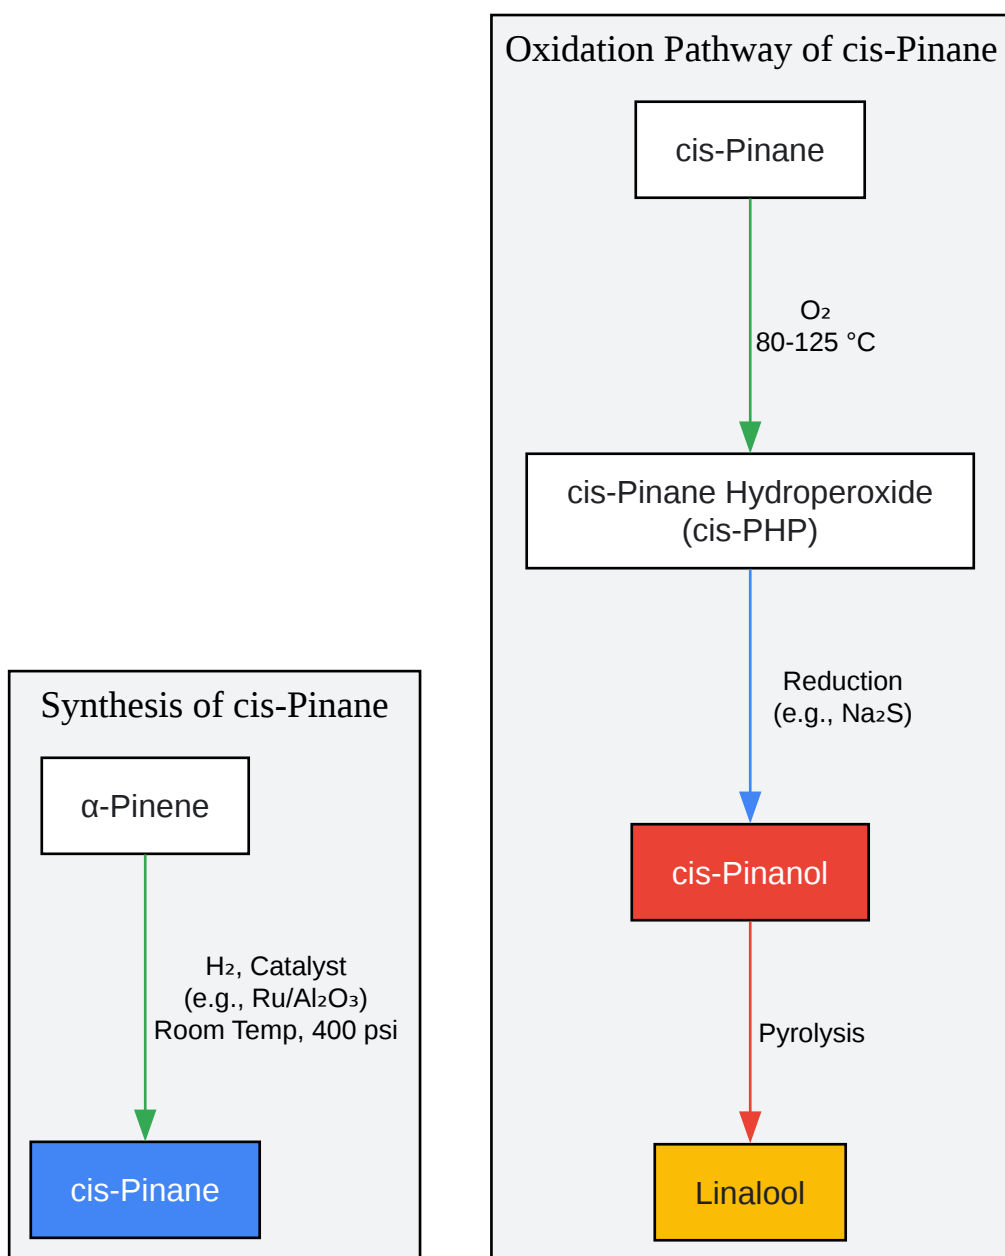 Synthesis of cis-Pinane
α-Pinene
H₂, Catalyst
(e.g., Ru/Al₂O₃)
Room Temp, 400 psi
cis-Pinane
Oxidation Pathway of cis-Pinane
cis-Pinane
O₂
80-125 °C
cis-Pinane Hydroperoxide
(cis-PHP)
Reduction
(e.g., Na₂S)
cis-Pinanol
Pyrolysis
Linalool